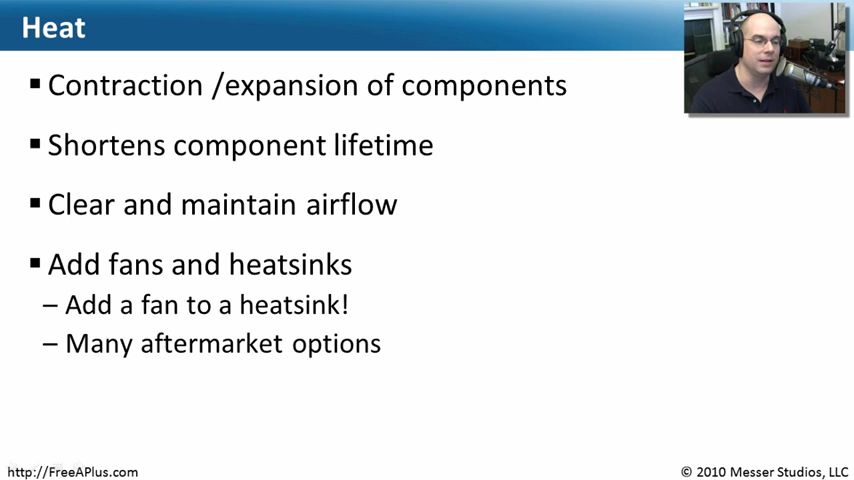 Heat
▪ Contraction /expansion of components
▪ Shortens component lifetime
▪ Clear and maintain airflow
▪ Add fans and heatsinks
– Add a fan to a heatsink!
– Many aftermarket options
http://FreeAPlus.com
© 2010 Messer Studios, LLC